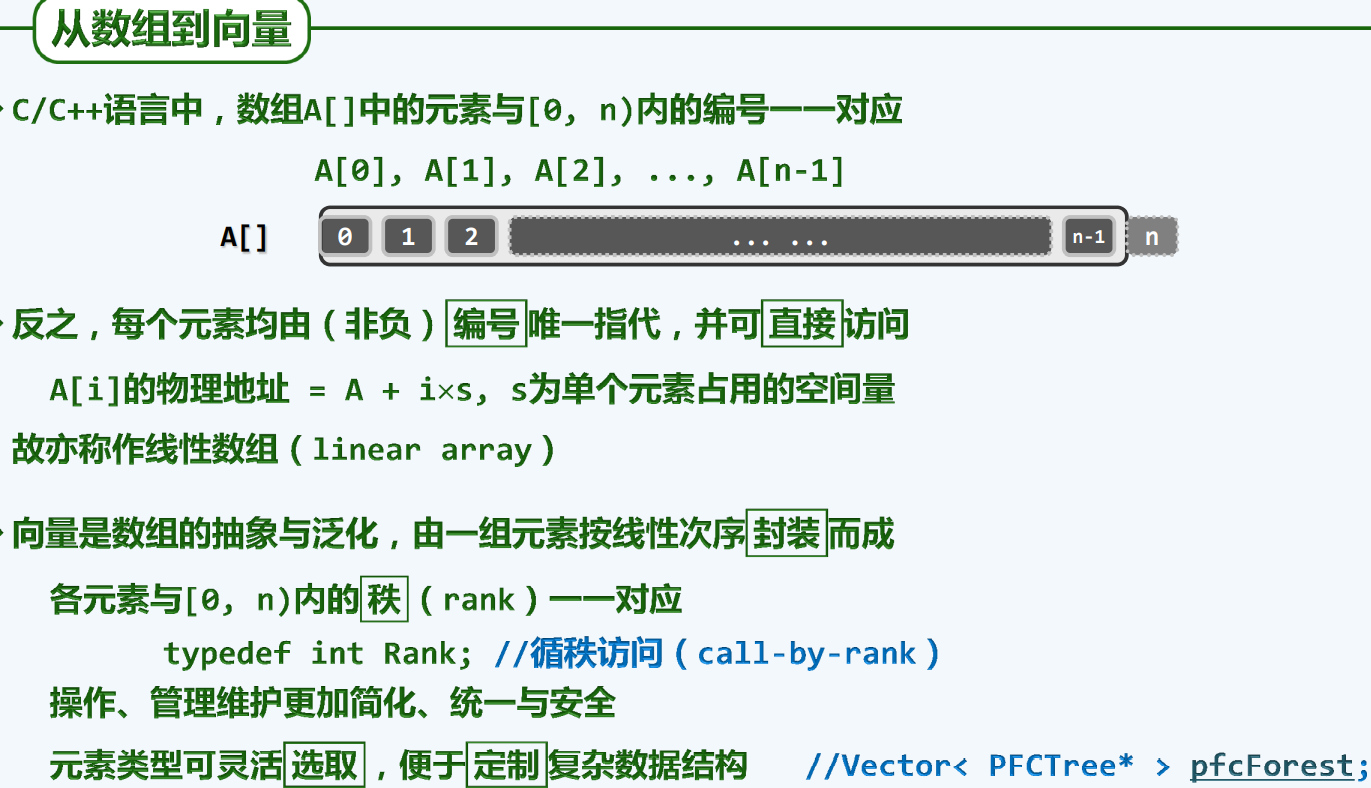 从数组到向量
C/C++语言中，数组A[]中的元素与[0, n)内的编号一一对应
A[0], A[1], A[2], ..., A[n-1]
A[] 0 1 2 ... ... n-1 n
反之，每个元素均由（非负）编号唯一指代，并可直接访问
A[i]的物理地址 = A + i×s, s为单个元素占用的空间量
故亦称作线性数组（linear array）
向量是数组的抽象与泛化，由一组元素按线性次序封装而成
各元素与[0, n)内的秩（rank）一一对应
typedef int Rank; //循秩访问（call-by-rank）
操作、管理维护更加简化、统一与安全
元素类型可灵活选取，便于定制复杂数据结构 //Vector< PFCTree* > pfcForest;